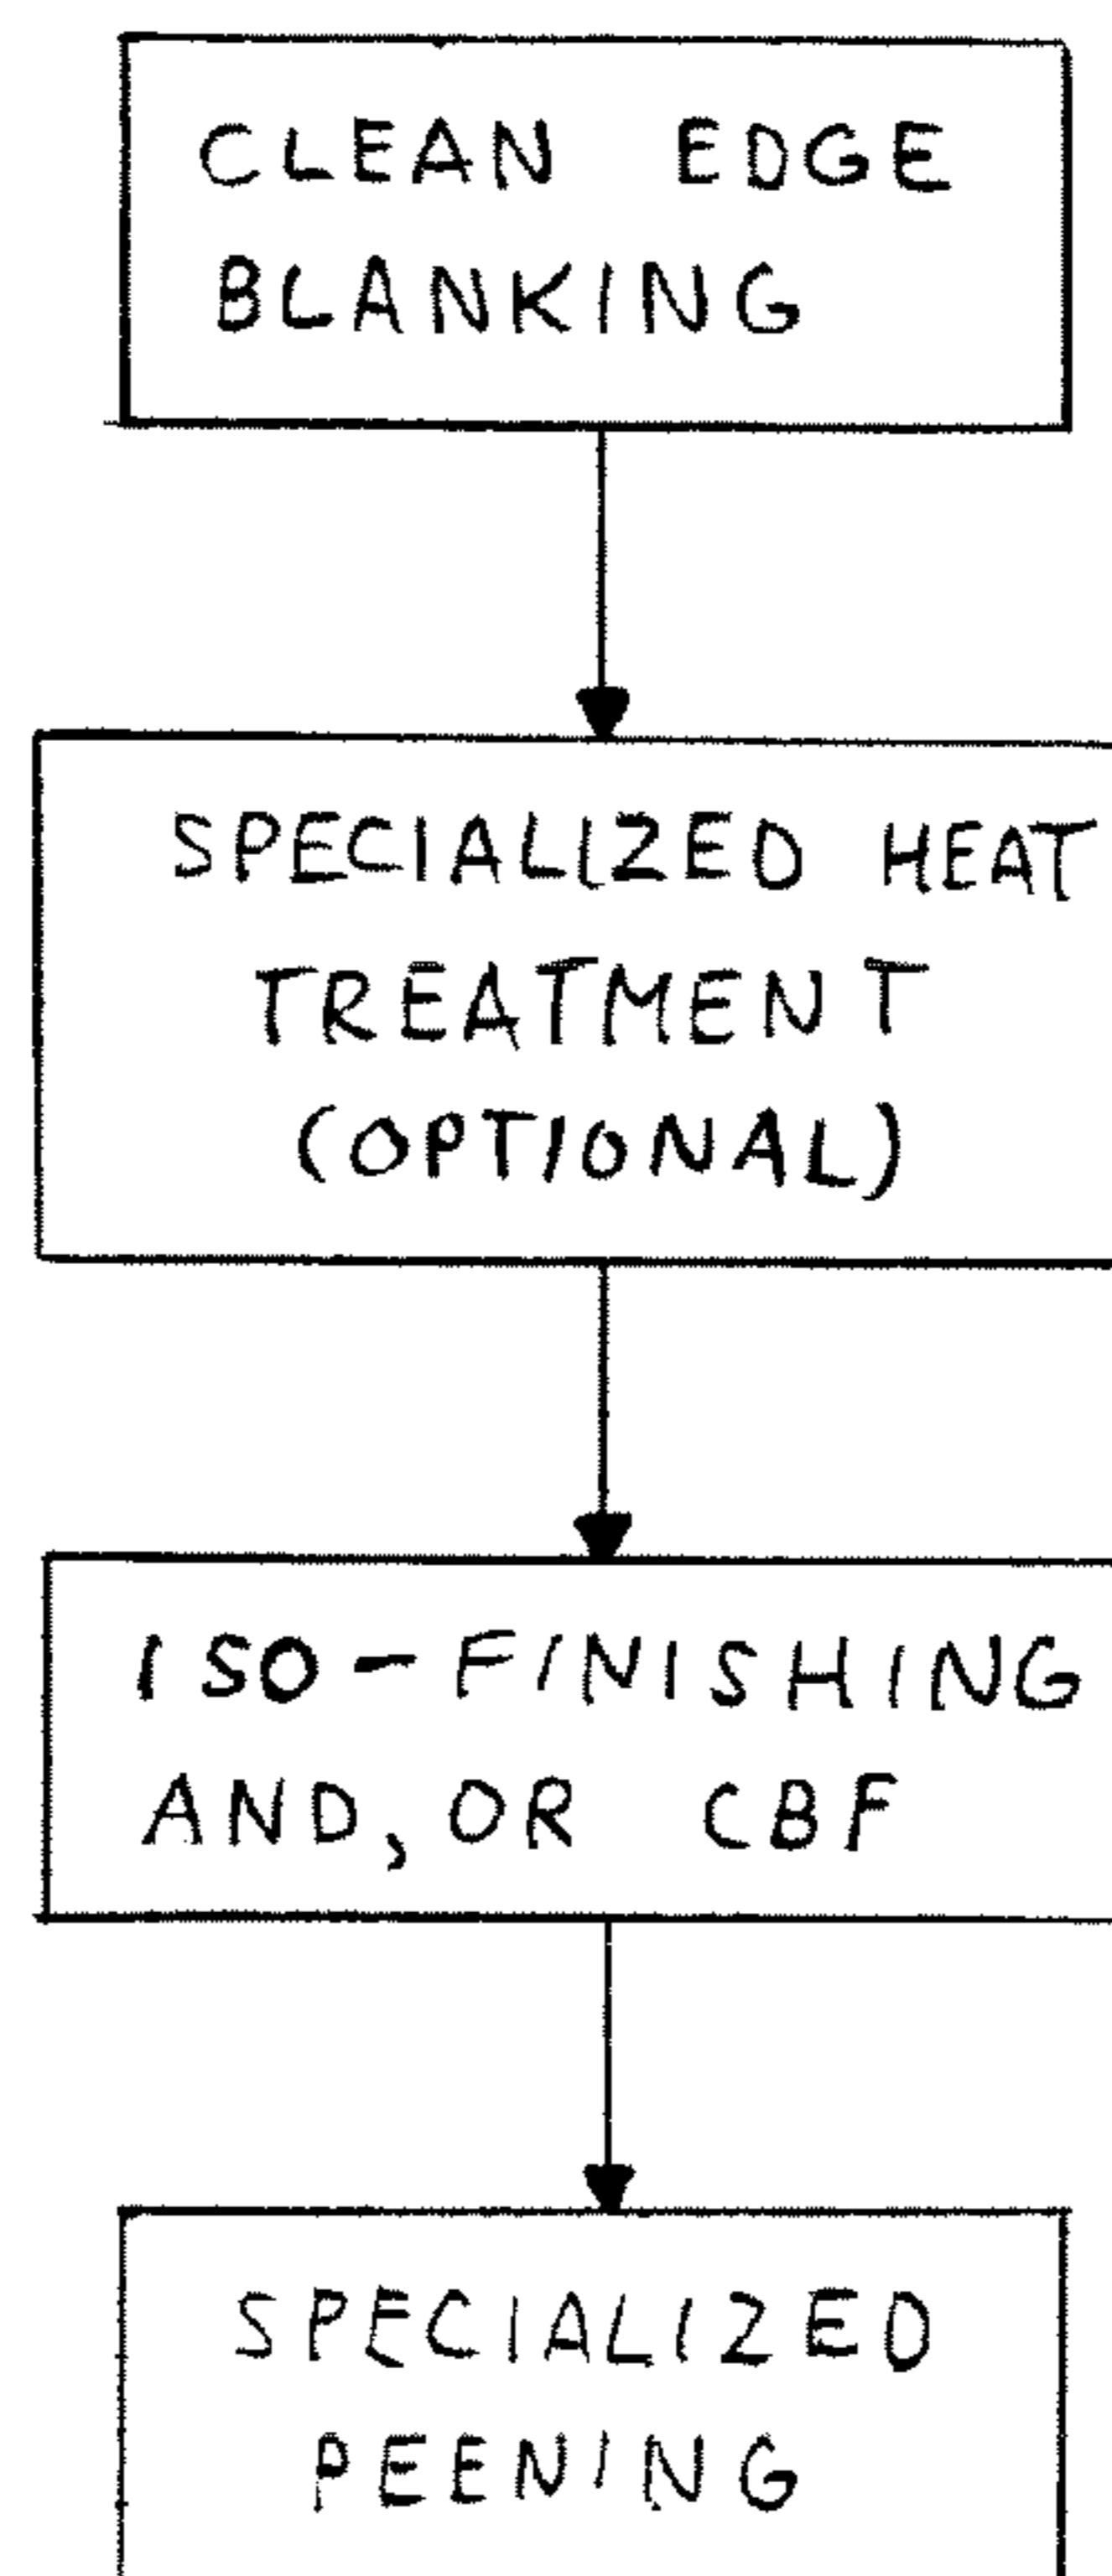 CLEAN EDGE
BLANKING
SPECIALIZED HEAT
TREATMENT
(OPTIONAL)
ISO-FINISHING
AND, OR CBF
SPECIALIZED
PEENING